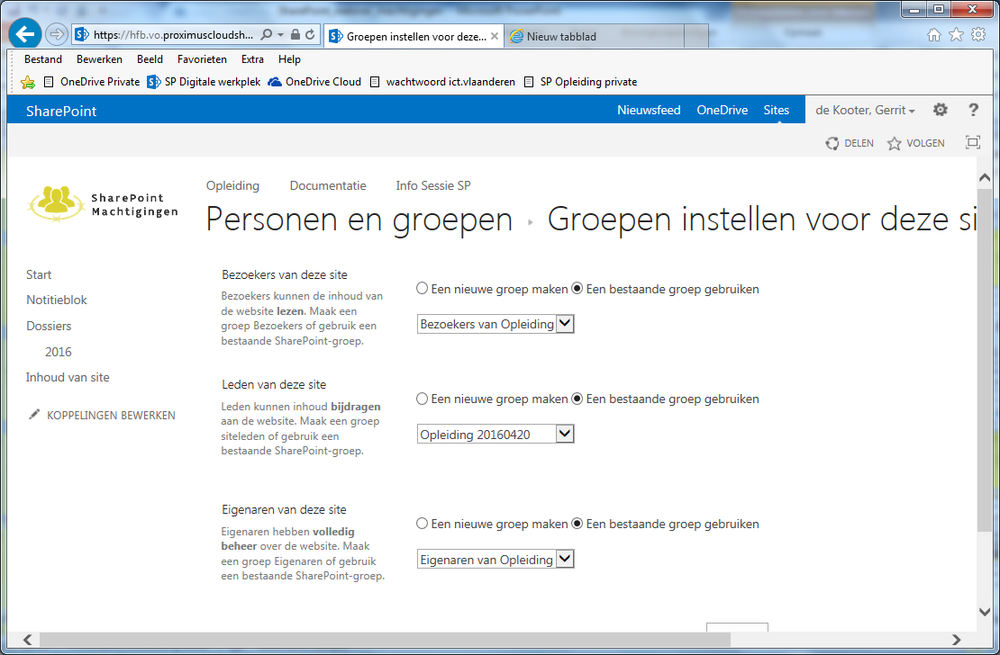 https://hfb.vo.proximuscloudsh...
Groepen instellen voor deze...
Nieuw tabblad
Bestand Bewerken Beeld Favorieten Extra Help
OneDrive Private SP Digitale werkplek OneDrive Cloud wachtwoord ict.vlaanderen SP Opleiding private
SharePoint Nieuwsfeed OneDrive Sites de Kooter, Gerrit ?
DELEN VOLGEN
SharePoint
Machtigingen
Opleiding Documentatie Info Sessie SP
Personen en groepen ▸ Groepen instellen voor deze si
Start
Notitieblok
Dossiers
2016
Inhoud van site
KOPPELINGEN BEWERKEN
Bezoekers van deze site
Bezoekers kunnen de inhoud van
de website lezen. Maak een
groep Bezoekers of gebruik een
bestaande SharePoint-groep.
Een nieuwe groep maken Een bestaande groep gebruiken
Bezoekers van Opleiding
Leden van deze site
Leden kunnen inhoud bijdragen
aan de website. Maak een groep
siteleden of gebruik een
bestaande SharePoint-groep.
Een nieuwe groep maken Een bestaande groep gebruiken
Opleiding 20160420
Eigenaren van deze site
Eigenaren hebben volledig
beheer over de website. Maak
een groep Eigenaren of gebruik
een bestaande SharePoint-groep.
Een nieuwe groep maken Een bestaande groep gebruiken
Eigenaren van Opleiding